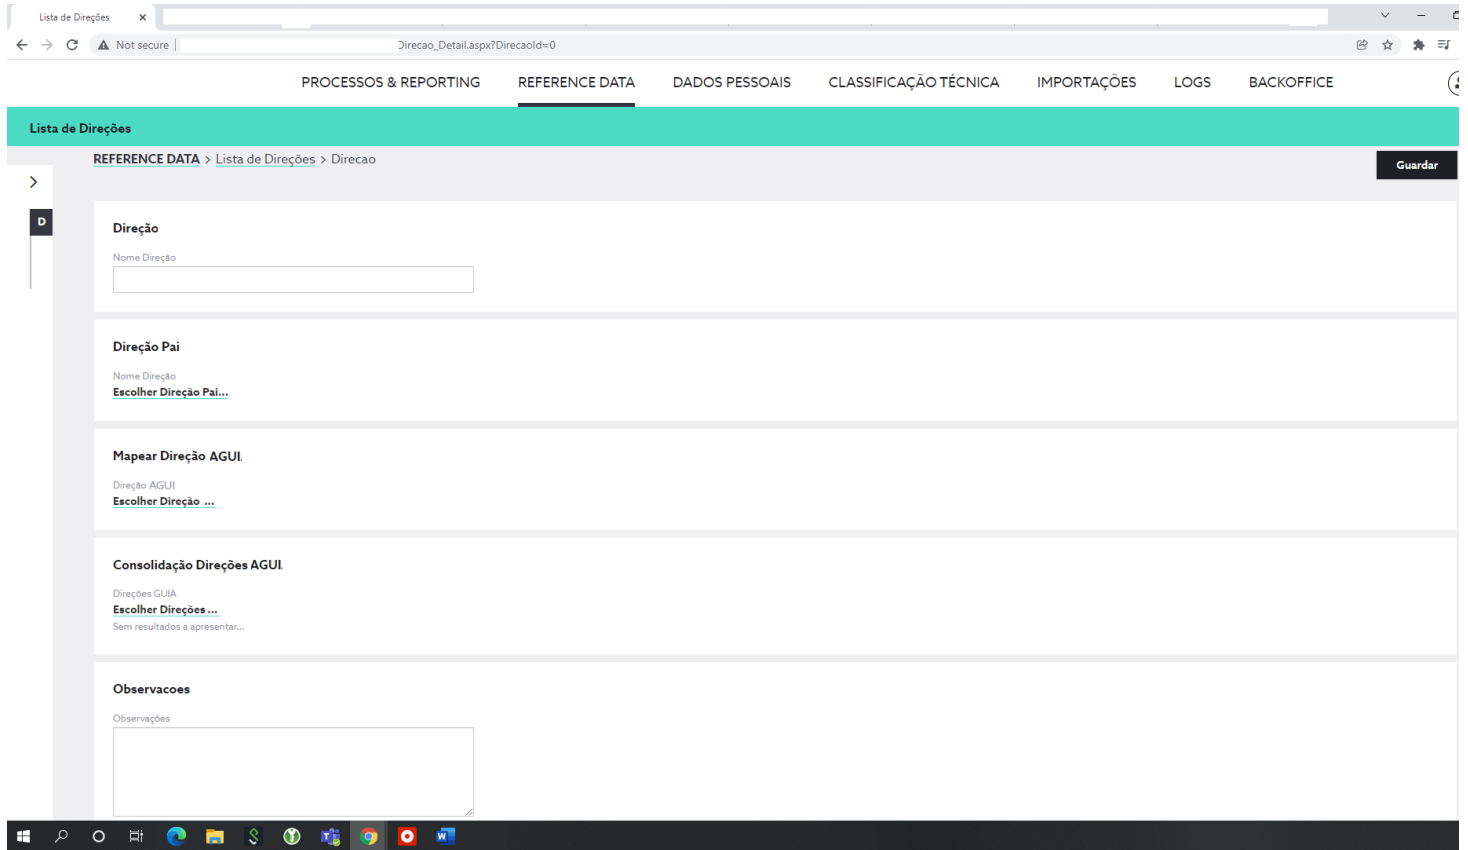 Lista de Direções
Not secure
Direcao_Detail.aspx?DirecaoId=0
PROCESSOS & REPORTING REFERENCE DATA DADOS PESSOAIS CLASSIFICAÇÃO TÉCNICA IMPORTAÇÕES LOGS BACKOFFICE
Lista de Direções
REFERENCE DATA > Lista de Direções > Direcao
Guardar
D
Direção
Nome Direção
Direção Pai
Nome Direção
Escolher Direção Pai...
Mapear Direção AGUI.
Direção AGUI
Escolher Direção ...
Consolidação Direções AGUI.
Direções GUIA
Escolher Direções ...
Sem resultados a apresentar...
Observacoes
Observações